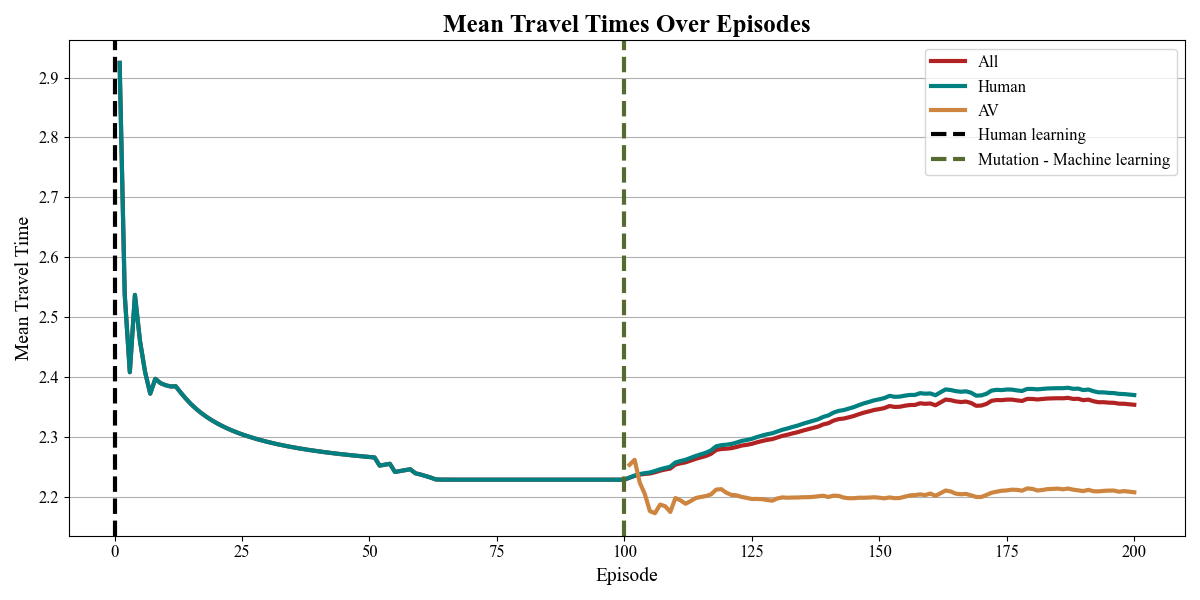 Mean Travel Times Over Episodes
Mean Travel Time
2.9
2.8
2.7
2.6
2.5
2.4
2.3
2.2
All
Human
AV
Human learning
Mutation - Machine learning
0 25 50 75 100 125 150 175 200
Episode